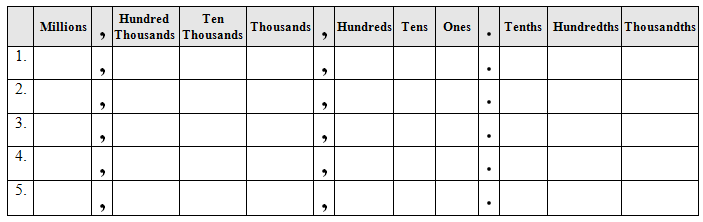 Millions , Hundred Thousands Ten Thousands Thousands , Hundreds Tens Ones . Tenths Hundredths Thousandths
1. , , .
2. , , .
3. , , .
4. , , .
5. , , .